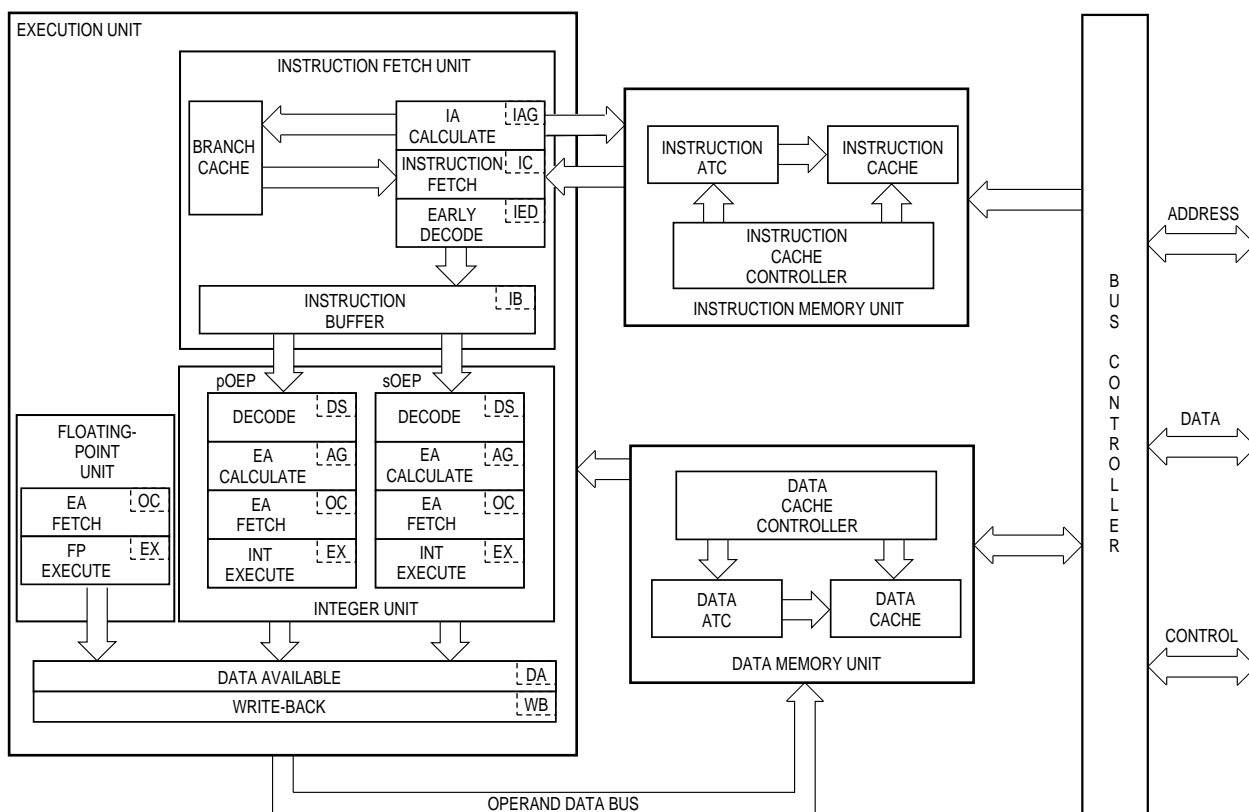 EXECUTION UNIT
INSTRUCTION FETCH UNIT
BRANCH
CACHE
IA
CALCULATE
IAG
INSTRUCTION
FETCH
IC
EARLY
DECODE
IED
INSTRUCTION
BUFFER
IB
pOEP
sOEP
DECODE
DS
EA
CALCULATE
AG
EA
FETCH
OC
INT
EXECUTE
EX
DECODE
DS
EA
CALCULATE
AG
EA
FETCH
OC
INT
EXECUTE
EX
INTEGER UNIT
FLOATING-
POINT
UNIT
EA
FETCH
OC
FP
EXECUTE
EX
DATA AVAILABLE
DA
WRITE-BACK
WB
INSTRUCTION
ATC
INSTRUCTION
CACHE
INSTRUCTION
CACHE
CONTROLLER
INSTRUCTION MEMORY UNIT
DATA
CACHE
CONTROLLER
DATA
ATC
DATA
CACHE
DATA MEMORY UNIT
OPERAND DATA BUS
BUS CONTROLLER
ADDRESS
DATA
CONTROL